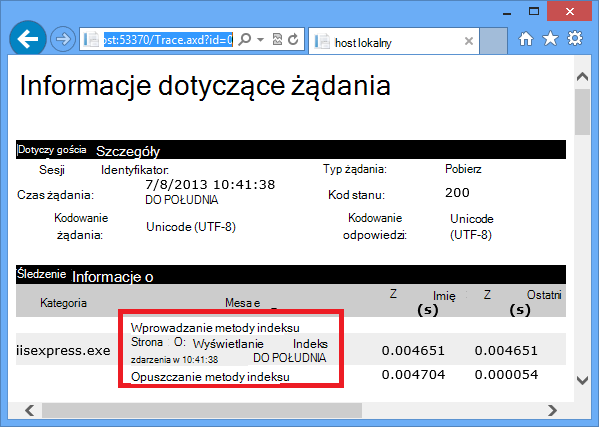 ost:53370/Trace.axd?id=0
host lokalny
Informacje dotyczące żądania
Dotyczy gościa Szczegóły
Sesji Identyfikator: Typ żądania: Pobierz
Czas żądania: 7/8/2013 10:41:38 DO POŁUDNIA Kod stanu: 200
Kodowanie żądania: Unicode (UTF-8) Kodowanie odpowiedzi: Unicode (UTF-8)
Śledzenie Informacje o
Kategoria Mesa e Z Imię (s) Z Ostatni (s)
Wprowadzanie metody indeksu
iisexpress.exe Strona O: Wyświetlanie Indeks 0.004651 0.004651
zdarzenia w 10:41:38 DO POŁUDNIA
Opuszczanie metody indeksu 0.004704 0.000054